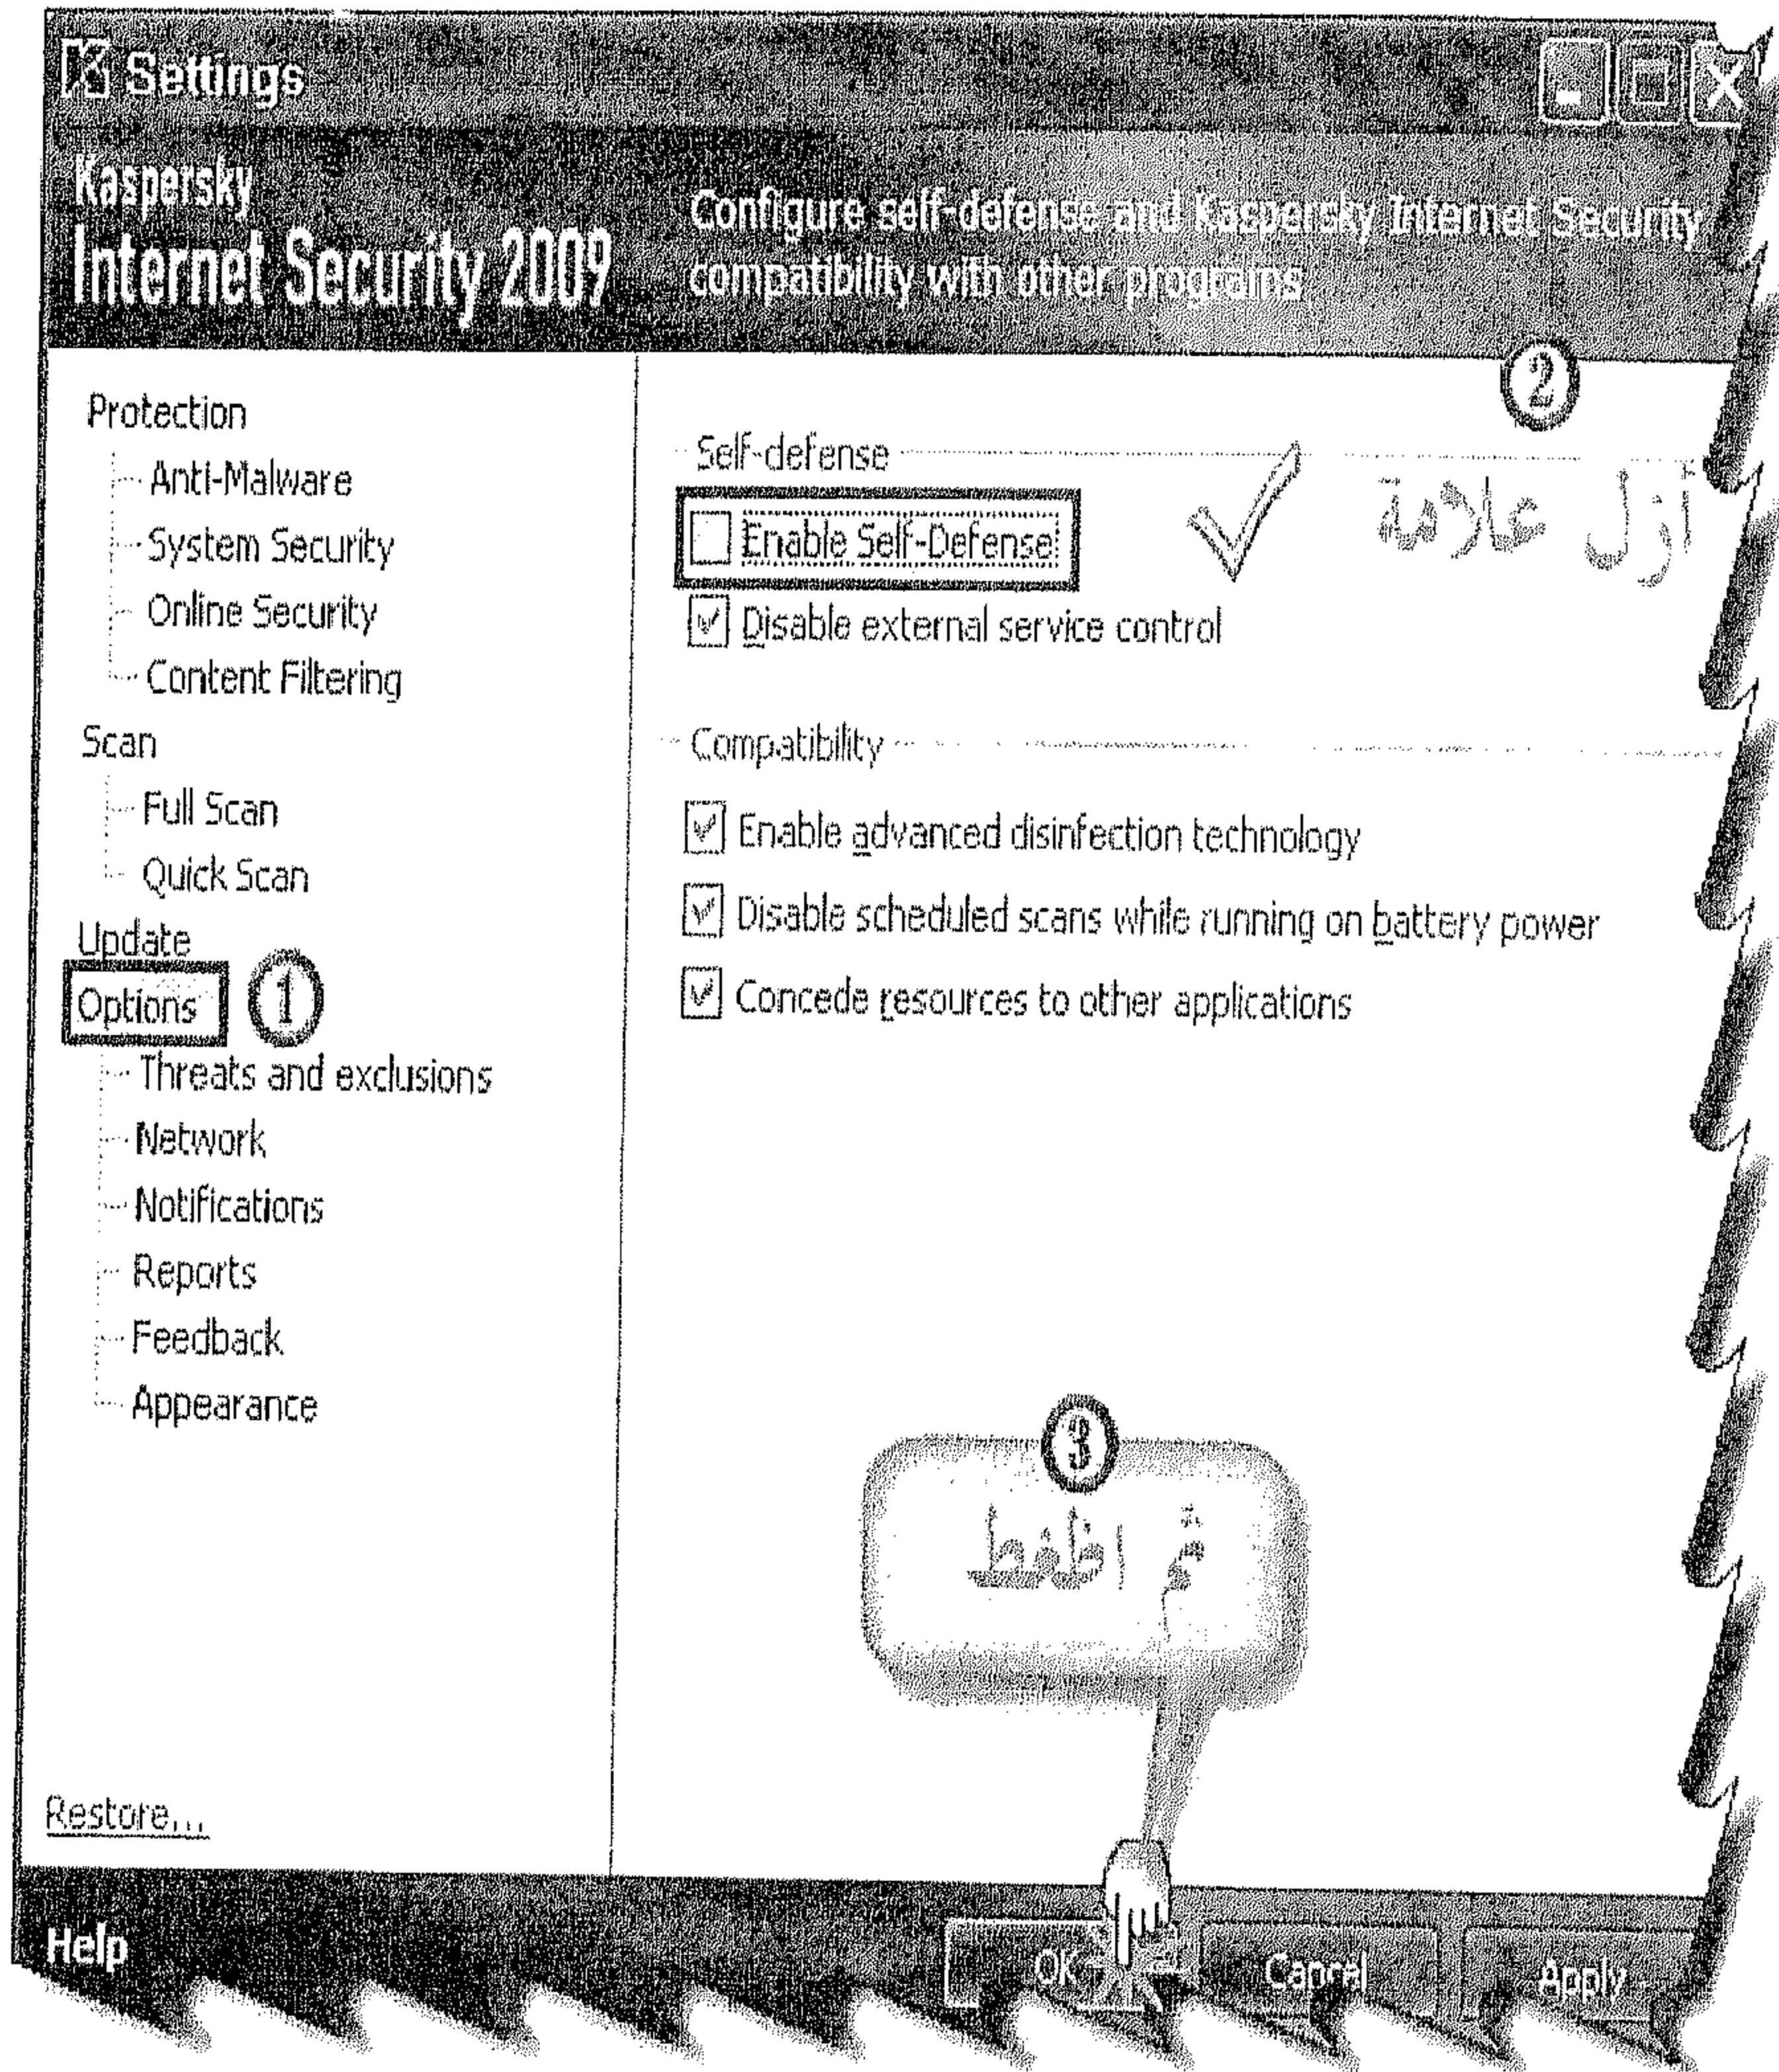 Settings
Kaspersky
Internet Security 2009
Configure self-defense and Kaspersky Internet Security
compatibility with other programs
Protection
Anti-Malware
System Security
Online Security
Content Filtering
Scan
Full Scan
Quick Scan
Update
Options
1
Threats and exclusions
Network
Notifications
Reports
Feedback
Appearance
Restore...
2
Self-defense
أزل علامة
Enable Self-Defense
Disable external service control
Compatibility
Enable advanced disinfection technology
Disable scheduled scans while running on battery power
Concede resources to other applications
3
ثم اظغط
Help
OK
Cancel
Apply